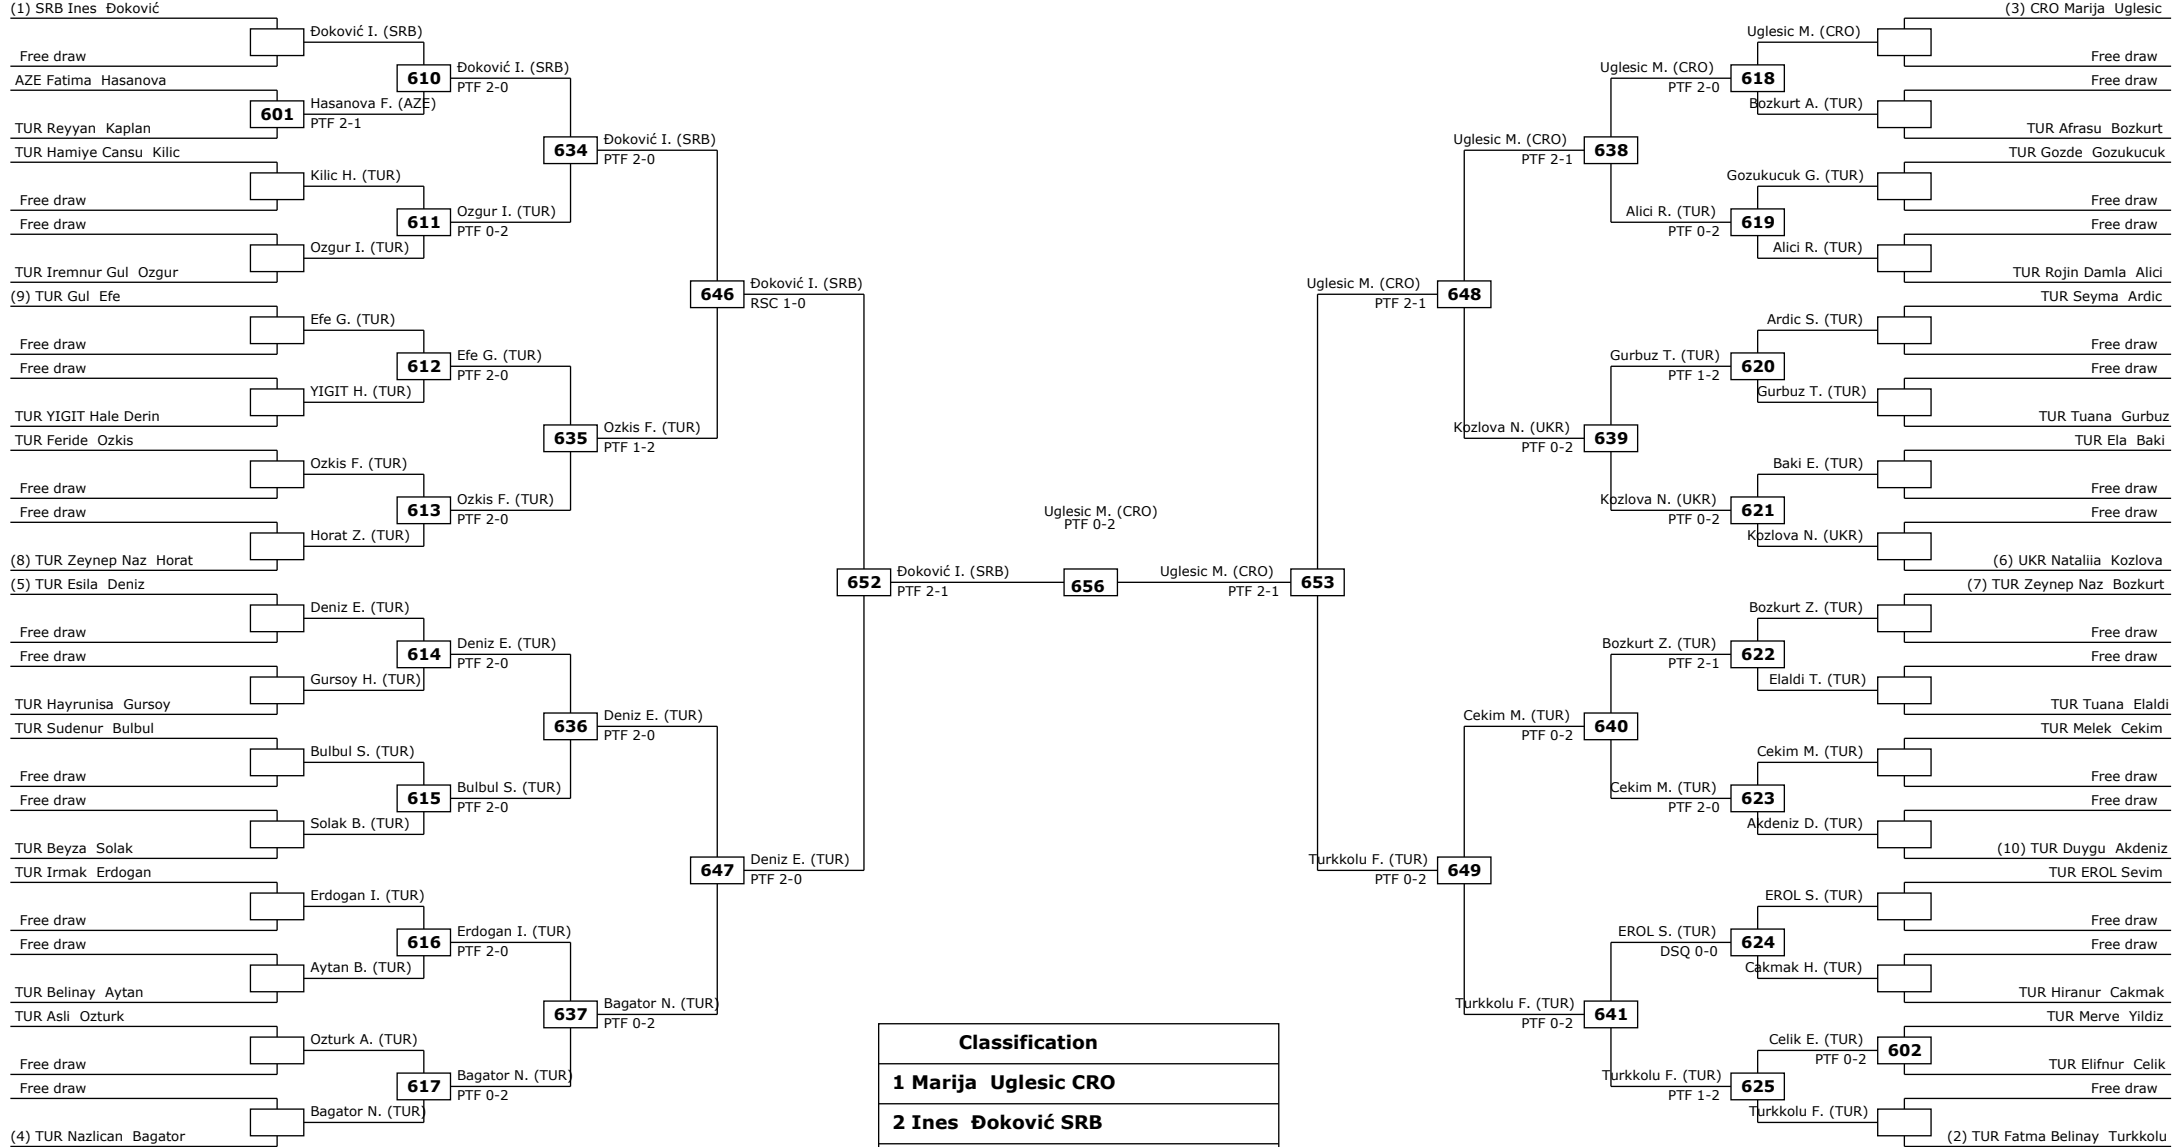 (1) SRB Ines Đoković
Free draw
AZE Fatima Hasanova
TUR Reyyan Kaplan
TUR Hamiye Cansu Kilic
Free draw
Free draw
TUR Iremnur Gul Ozgur
(9) TUR Gul Efe
Free draw
Free draw
TUR YIGIT Hale Derin
TUR Feride Ozkis
Free draw
Free draw
(8) TUR Zeynep Naz Horat
(5) TUR Esila Deniz
Free draw
Free draw
TUR Hayrunisa Gursoy
TUR Sudenur Bulbul
Free draw
Free draw
TUR Beyza Solak
TUR Irmak Erdogan
Free draw
Free draw
TUR Belinay Aytan
TUR Asli Ozturk
Free draw
Free draw
(4) TUR Nazlican Bagator
Đoković I. (SRB)
601
Hasanova F. (AZE)
PTF 2-1
Kilic H. (TUR)
Ozgur I. (TUR)
Efe G. (TUR)
YIGIT H. (TUR)
Ozkis F. (TUR)
Horat Z. (TUR)
Deniz E. (TUR)
Gursoy H. (TUR)
Bulbul S. (TUR)
Solak B. (TUR)
Erdogan I. (TUR)
Aytan B. (TUR)
Ozturk A. (TUR)
Bagator N. (TUR)
610
Đoković I. (SRB)
PTF 2-0
611
Ozgur I. (TUR)
PTF 0-2
612
Efe G. (TUR)
PTF 2-0
613
Ozkis F. (TUR)
PTF 2-0
614
Deniz E. (TUR)
PTF 2-0
615
Bulbul S. (TUR)
PTF 2-0
616
Erdogan I. (TUR)
PTF 2-0
617
Bagator N. (TUR)
PTF 0-2
634
Đoković I. (SRB)
PTF 2-0
635
Ozkis F. (TUR)
PTF 1-2
636
Deniz E. (TUR)
PTF 2-0
637
Bagator N. (TUR)
PTF 0-2
646
Đoković I. (SRB)
RSC 1-0
647
Deniz E. (TUR)
PTF 2-0
652
Đoković I. (SRB)
PTF 2-1
Uglesic M. (CRO)
PTF 0-2
656
Uglesic M. (CRO)
PTF 2-1
653
Uglesic M. (CRO)
PTF 2-1
648
Turkkolu F. (TUR)
PTF 0-2
649
Uglesic M. (CRO)
PTF 2-1
638
Kozlova N. (UKR)
PTF 0-2
639
Cekim M. (TUR)
PTF 0-2
640
Turkkolu F. (TUR)
PTF 0-2
641
Uglesic M. (CRO)
PTF 2-0
618
Alici R. (TUR)
PTF 0-2
619
Gurbuz T. (TUR)
PTF 1-2
620
Kozlova N. (UKR)
PTF 0-2
621
Bozkurt Z. (TUR)
PTF 2-1
622
Cekim M. (TUR)
PTF 2-0
623
EROL S. (TUR)
DSQ 0-0
624
Turkkolu F. (TUR)
PTF 1-2
625
Uglesic M. (CRO)
Bozkurt A. (TUR)
Gozukucuk G. (TUR)
Alici R. (TUR)
Ardic S. (TUR)
Gurbuz T. (TUR)
Baki E. (TUR)
Kozlova N. (UKR)
Bozkurt Z. (TUR)
Elaldi T. (TUR)
Cekim M. (TUR)
Akdeniz D. (TUR)
EROL S. (TUR)
Cakmak H. (TUR)
Celik E. (TUR)
PTF 0-2
602
Turkkolu F. (TUR)
(3) CRO Marija Uglesic
Free draw
Free draw
TUR Afrasu Bozkurt
TUR Gozde Gozukucuk
Free draw
Free draw
TUR Rojin Damla Alici
TUR Seyma Ardic
Free draw
Free draw
TUR Tuana Gurbuz
TUR Ela Baki
Free draw
Free draw
(6) UKR Nataliia Kozlova
(7) TUR Zeynep Naz Bozkurt
Free draw
Free draw
TUR Tuana Elaldi
TUR Melek Cekim
Free draw
Free draw
(10) TUR Duygu Akdeniz
TUR EROL Sevim
Free draw
Free draw
TUR Hiranur Cakmak
TUR Merve Yildiz
TUR Elifnur Celik
Free draw
(2) TUR Fatma Belinay Turkkolu
Classification
1 Marija Uglesic CRO
2 Ines Đoković SRB